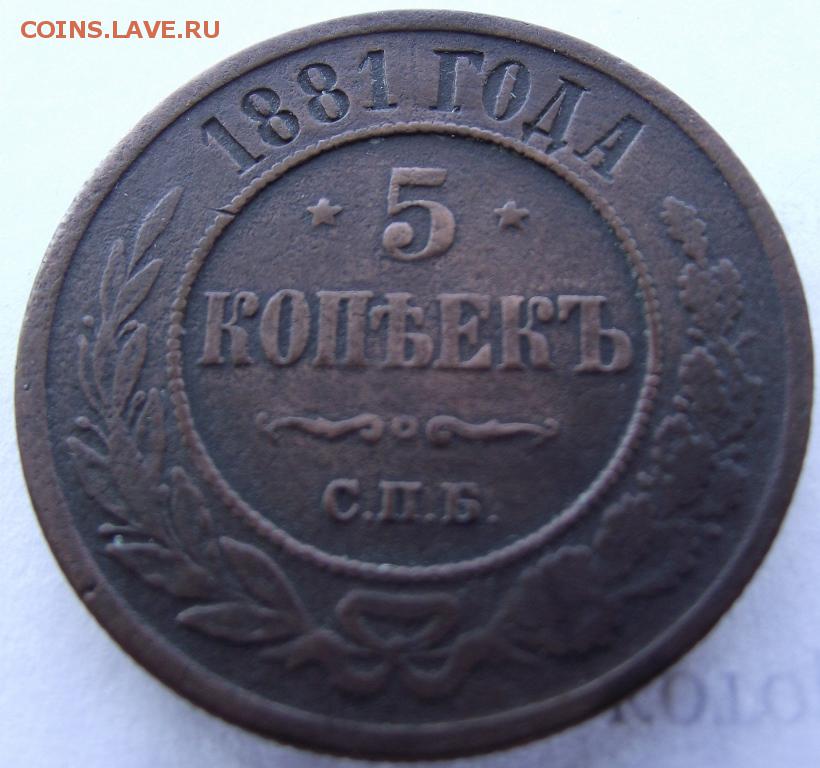 COINS.LAVE.RU
1881 ГОДА
5
КОПѢЕКЪ
С.П.Б.